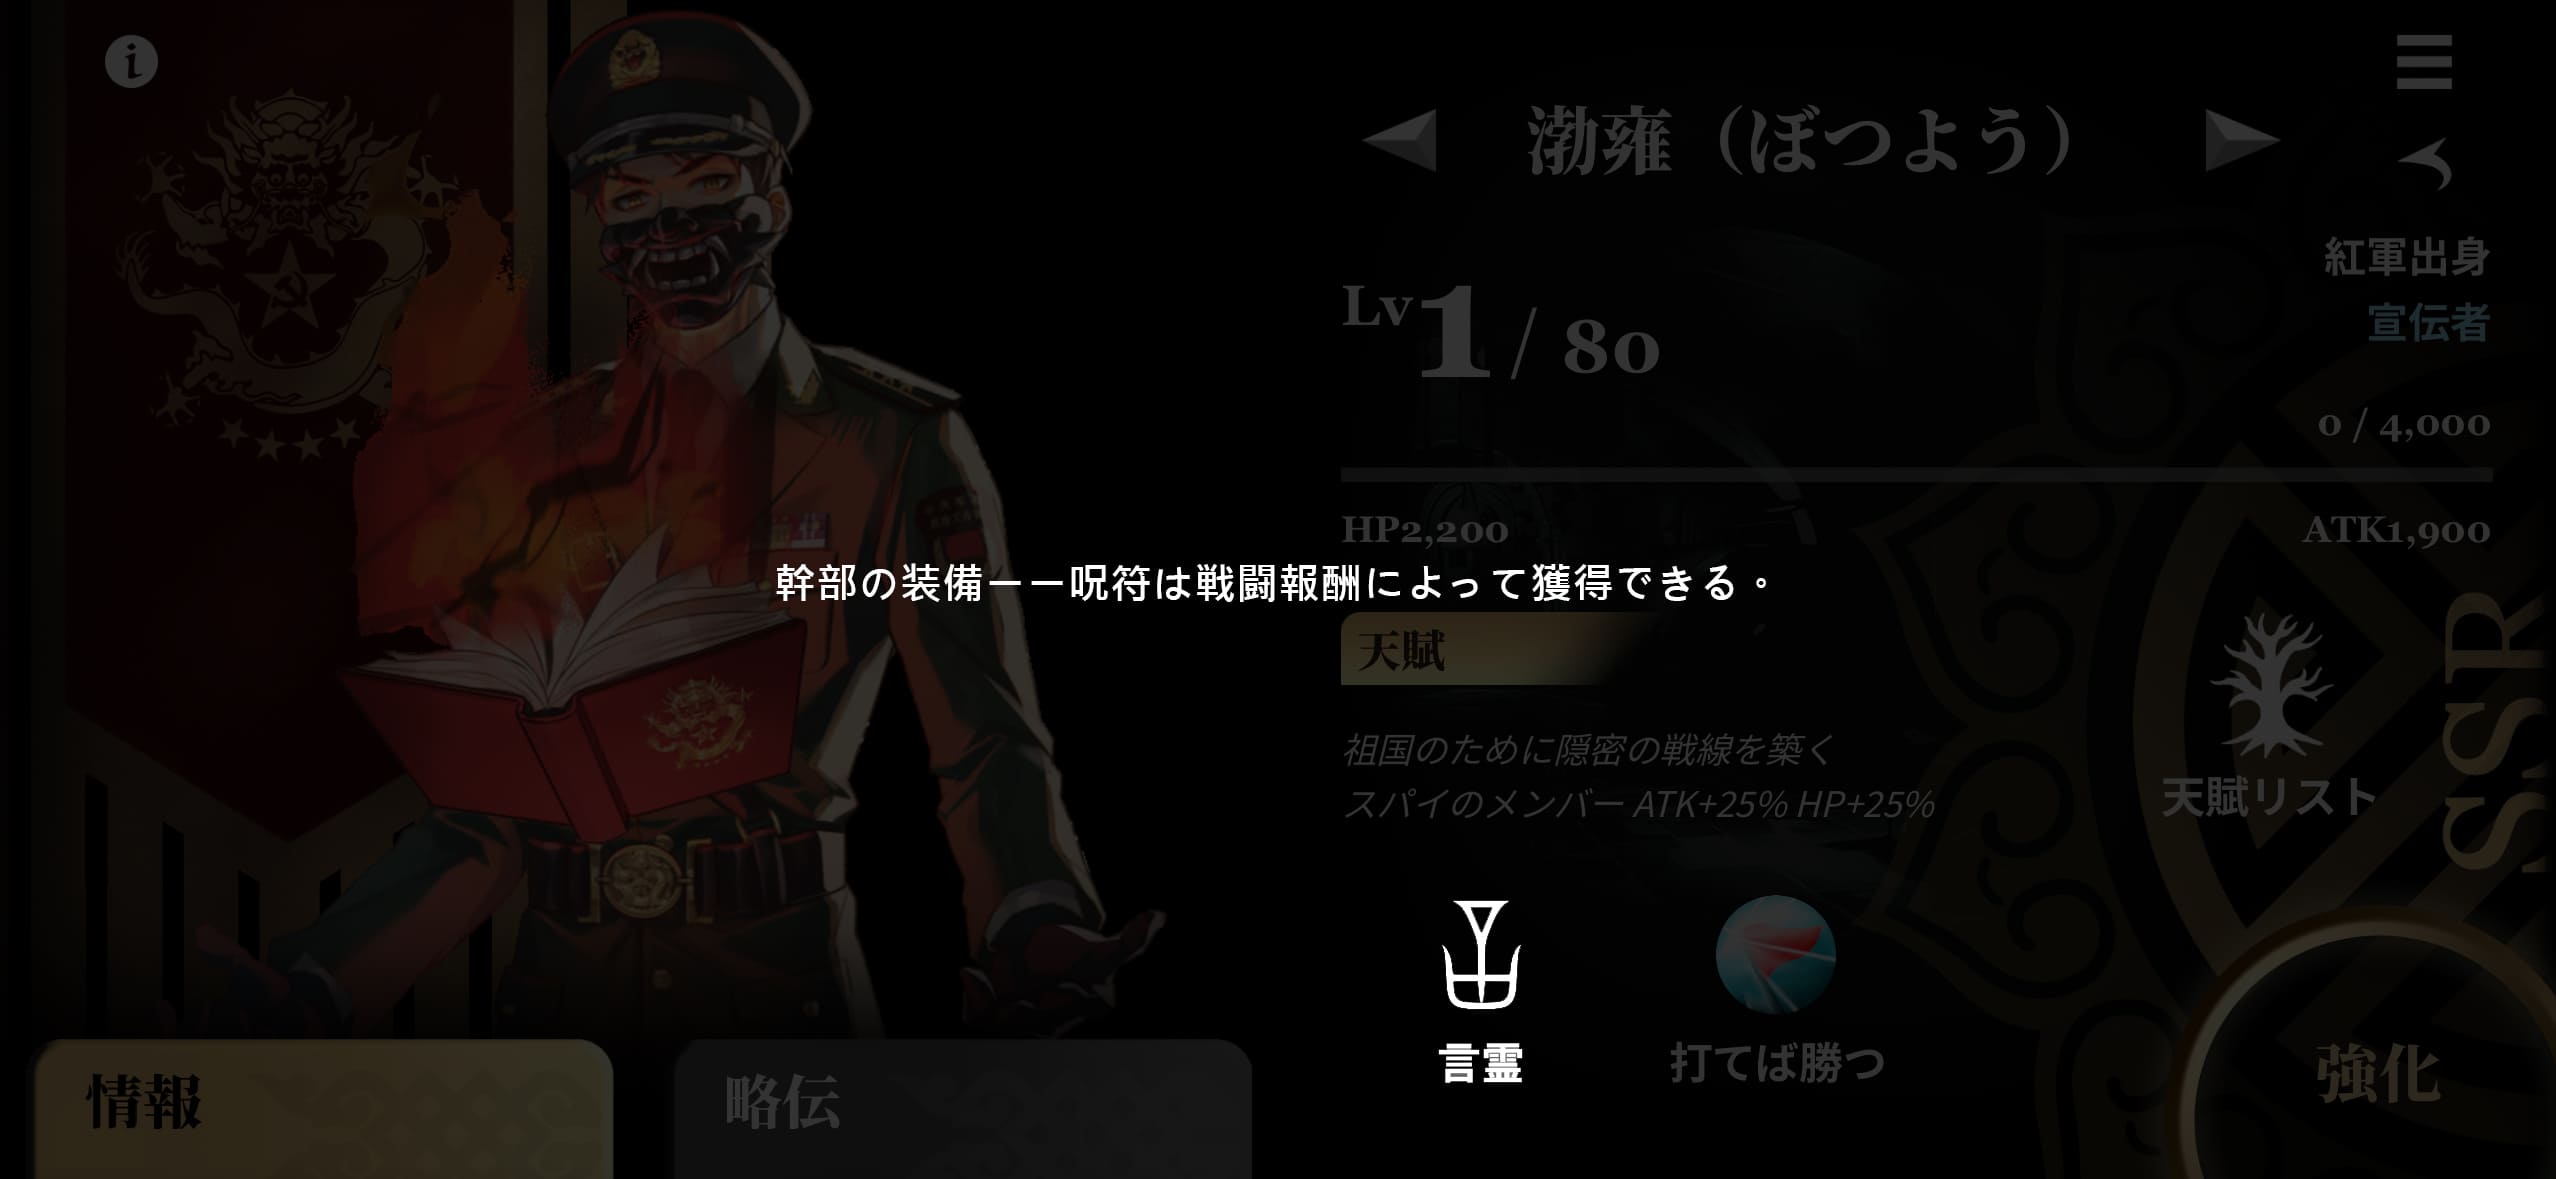 渤雍（ぼつよう）
紅軍出身
宣伝者
Lv1 / 80
0 / 4,000
HP2,200
ATK1,900
幹部の装備ーー呪符は戦闘報酬によって獲得できる。
天賦
祖国のために隠密の戦線を築く
スパイのメンバー ATK+25% HP+25%
天賦リスト
SSR
言霊
打てば勝つ
強化
情報
略伝